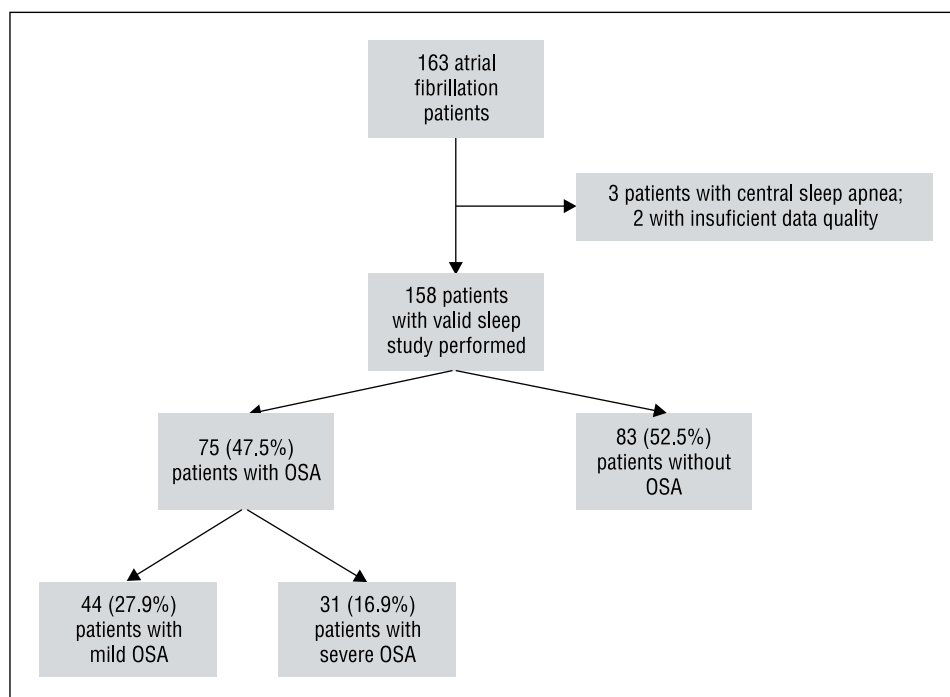 163 atrial
fibrillation
patients
3 patients with central sleep apnea;
2 with insuficient data quality
158 patients
with valid sleep
study performed
75 (47.5%)
patients with OSA
83 (52.5%)
patients without
OSA
44 (27.9%)
patients with
mild OSA
31 (16.9%)
patients with
severe OSA